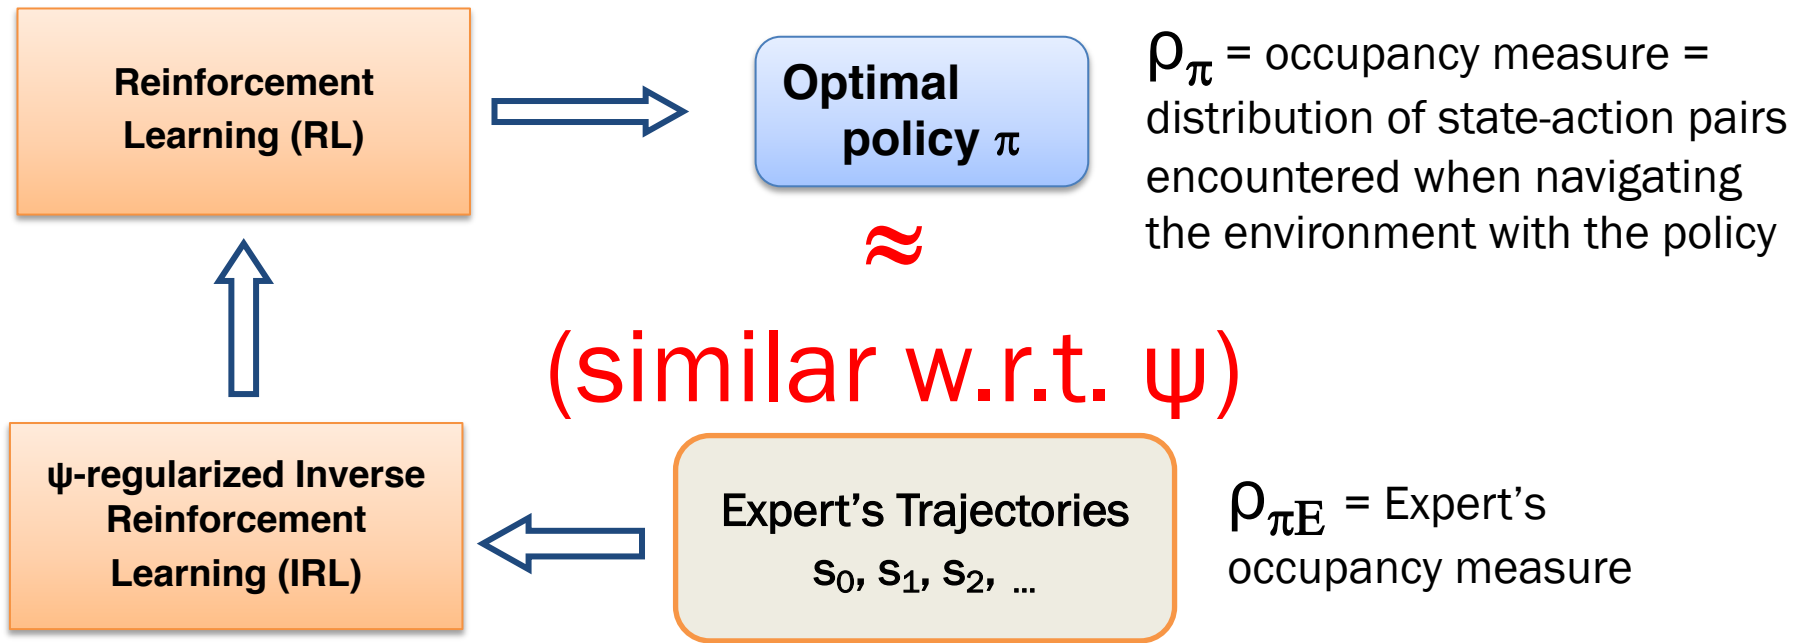 Reinforcement
Learning (RL)
Optimal
policy π
ρπ = occupancy measure =
distribution of state-action pairs
encountered when navigating
the environment with the policy
≈
(similar w.r.t. ψ)
ψ-regularized Inverse
Reinforcement
Learning (IRL)
Expert's Trajectories
s₀, s₁, s₂, ...
ρπE = Expert's
occupancy measure